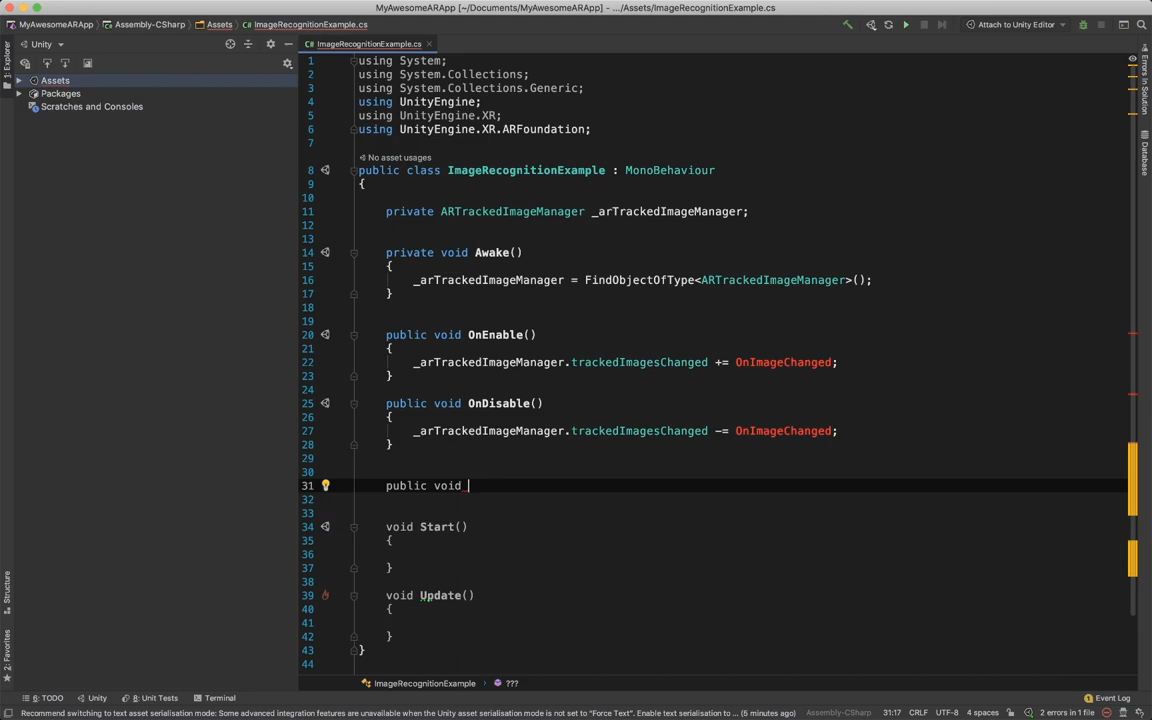 MyAwesomeARApp [~/Documents/MyAwesomeARApp] - .../Assets/ImageRecognitionExample.cs
MyAwesomeARApp
Assembly-CSharp
Assets
ImageRecognitionExample.cs
Attach to Unity Editor
Unity
C# ImageRecognitionExample.cs
Assets
Packages
Scratches and Consoles
1: Explorer
Structure
2: Favorites
Errors In Solution
Database
1 using System;
2 using System.Collections;
3 using System.Collections.Generic;
4 using UnityEngine;
5 using UnityEngine.XR;
6 using UnityEngine.XR.ARFoundation;
7
No asset usages
8 public class ImageRecognitionExample : MonoBehaviour
9 {
10
11 private ARTrackedImageManager _arTrackedImageManager;
12
13
14 private void Awake()
15 {
16 _arTrackedImageManager = FindObjectOfType<ARTrackedImageManager>();
17 }
18
19
20 public void OnEnable()
21 {
22 _arTrackedImageManager.trackedImagesChanged += OnImageChanged;
23 }
24
25 public void OnDisable()
26 {
27 _arTrackedImageManager.trackedImagesChanged -= OnImageChanged;
28 }
29
30
31 public void
32
33
34 void Start()
35 {
36
37 }
38
39 void Update()
40 {
41
42 }
43 }
44
ImageRecognitionExample › ???
6: TODO
Unity
8: Unit Tests
Terminal
Event Log
Recommend switching to text asset serialisation mode: Some advanced integration features are unavailable when the Unity asset serialisation mode is not set to "Force Text". Enable text serialisation to ... (5 minutes ago)
Assembly-CSharp
31:17
CRLF
UTF-8
4 spaces
2 errors in 1 file